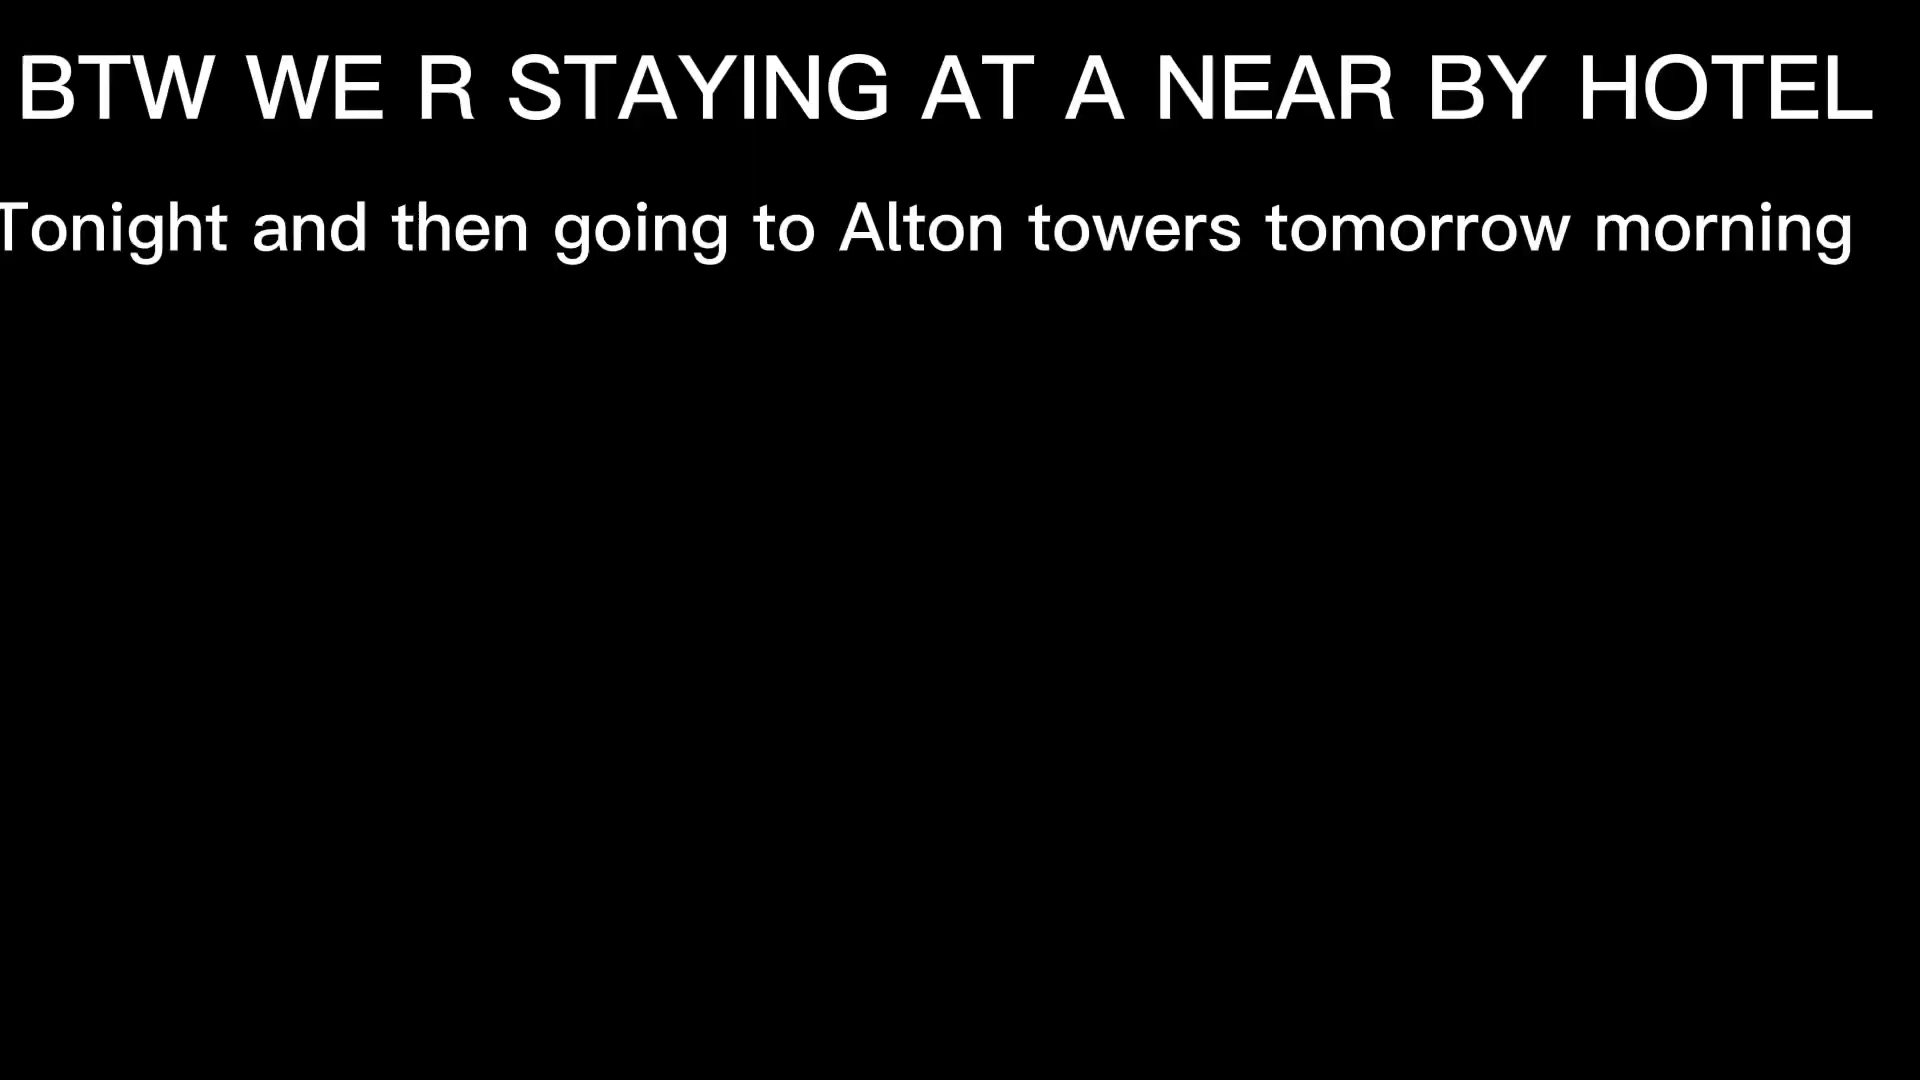 BTW WE R STAYING AT A NEAR BY HOTEL
Tonight and then going to Alton towers tomorrow morning